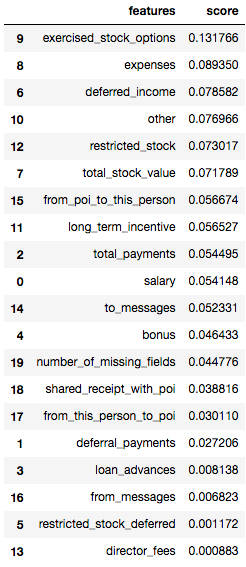 features score
9 exercised_stock_options 0.131766
8 expenses 0.089350
6 deferred_income 0.078582
10 other 0.076966
12 restricted_stock 0.073017
7 total_stock_value 0.071789
15 from_poi_to_this_person 0.056674
11 long_term_incentive 0.056527
2 total_payments 0.054495
0 salary 0.054148
14 to_messages 0.052331
4 bonus 0.046433
19 number_of_missing_fields 0.044776
18 shared_receipt_with_poi 0.038816
17 from_this_person_to_poi 0.030110
1 deferral_payments 0.027206
3 loan_advances 0.008138
16 from_messages 0.006823
5 restricted_stock_deferred 0.001172
13 director_fees 0.000883